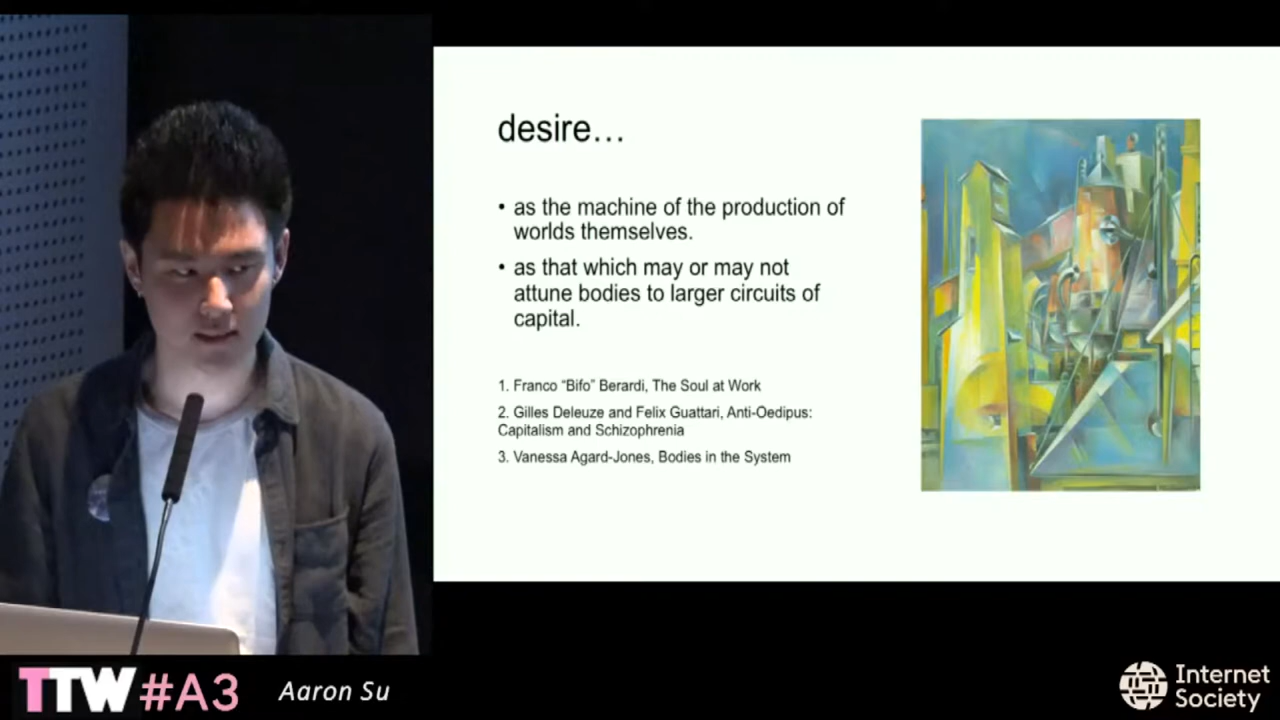 desire…
• as the machine of the production of
worlds themselves.
• as that which may or may not
attune bodies to larger circuits of
capital.
1. Franco “Bifo” Berardi, The Soul at Work
2. Gilles Deleuze and Felix Guattari, Anti-Oedipus:
Capitalism and Schizophrenia
3. Vanessa Agard-Jones, Bodies in the System
TTW#A3
Aaron Su
Internet
Society